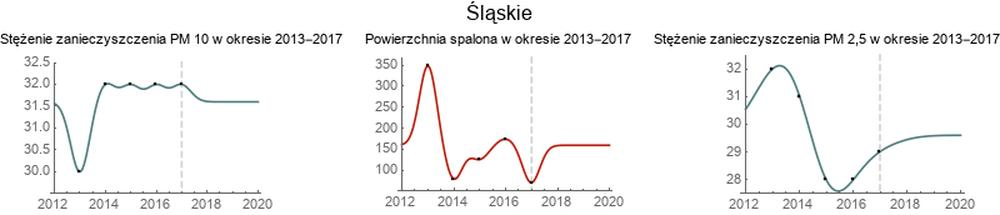 Śląskie
Stężenie zanieczyszczenia PM 10 w okresie 2013–2017
Powierzchnia spalona w okresie 2013–2017
Stężenie zanieczyszczenia PM 2,5 w okresie 2013–2017
32.5
32.0
31.5
31.0
30.5
30.0
2012 2014 2016 2018 2020
350
300
250
200
150
100
2012 2014 2016 2018 2020
32
31
30
29
28
2012 2014 2016 2018 2020